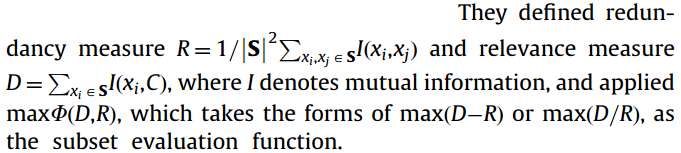 They defined redun-
dancy measure R = 1/|S|²∑xᵢ,xⱼ ∈ S I(xᵢ,xⱼ) and relevance measure
D = ∑xᵢ ∈ S I(xᵢ,C), where I denotes mutual information, and applied
maxΦ(D,R), which takes the forms of max(D−R) or max(D/R), as
the subset evaluation function.